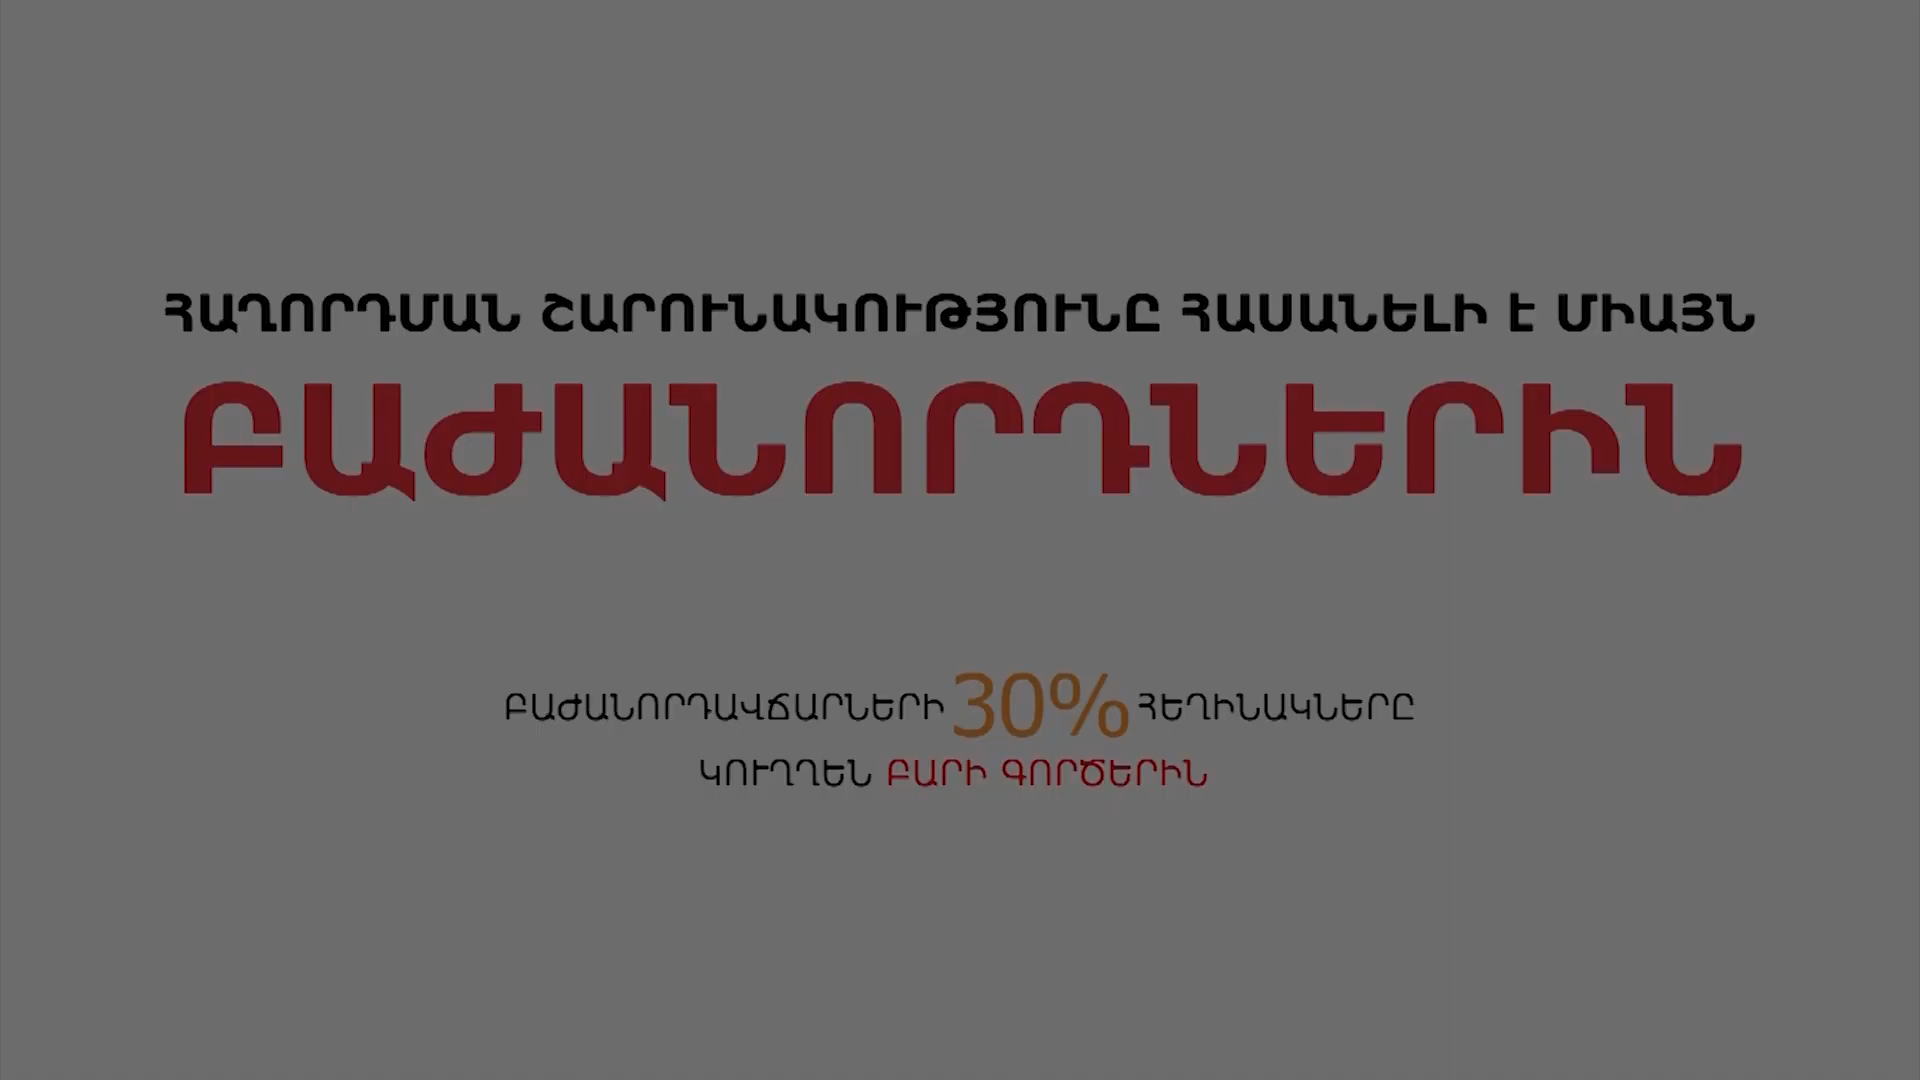 ՀԱՂՈՐԴՄԱՆ ՇԱՐՈՒՆԱԿՈՒԹՅՈՒՆԸ ՀԱՍԱՆԵԼԻ Է ՄԻԱՅՆ
ԲԱԺԱՆՈՐԴՆԵՐԻՆ
ԲԱԺԱՆՈՐԴԱՎՃԱՐՆԵՐԻ 30% ՀԵՂԻՆԱԿՆԵՐԸ
ԿՈՒՂՂԵՆ ԲԱՐԻ ԳՈՐԾԵՐԻՆ